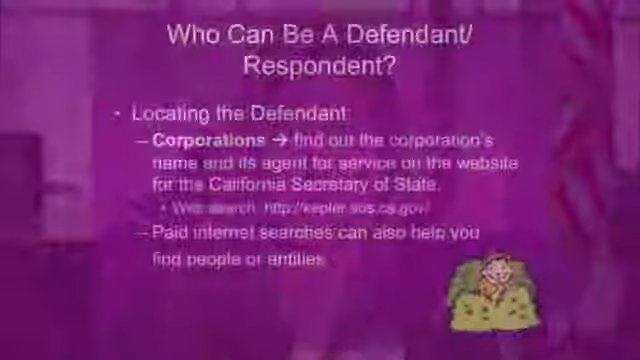 Who Can Be A Defendant/
Respondent?
• Locating the Defendant
– Corporations → find out the corporation's
name and its agent for service on the website
for the California Secretary of State.
• Web search http://kepler.sos.ca.gov/
– Paid internet searches can also help you
find people or entities